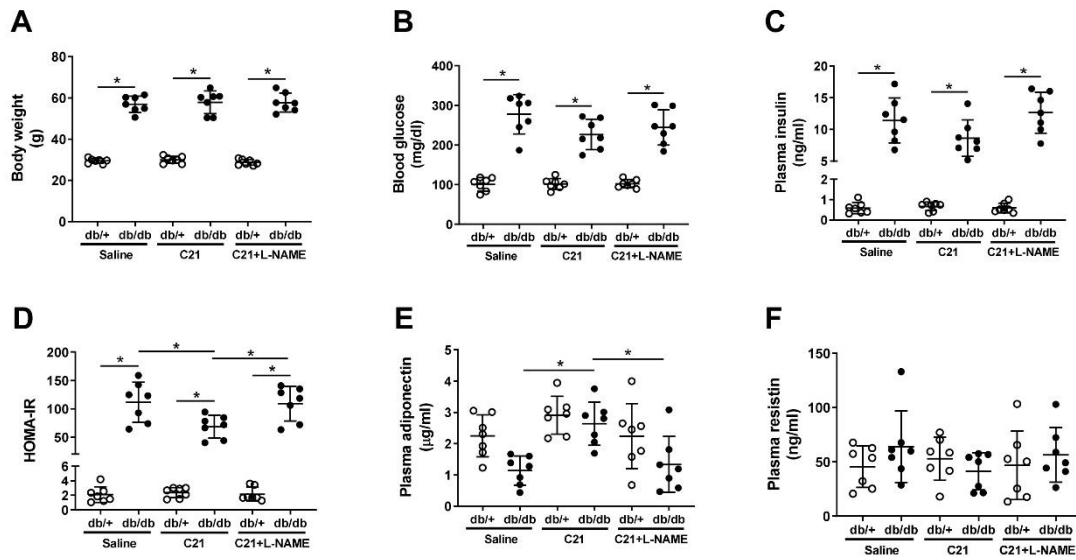 A
Body weight
(g)
80
60
40
20
0
* * *
db/+ db/db db/+ db/db db/+ db/db
Saline C21 C21+L-NAME
B
Blood glucose
(mg/dl)
400
300
200
100
0
* * *
db/+ db/db db/+ db/db db/+ db/db
Saline C21 C21+L-NAME
C
Plasma insulin
(ng/ml)
20
15
10
5
2
1
0
* * *
db/+ db/db db/+ db/db db/+ db/db
Saline C21 C21+L-NAME
D
HOMA-IR
200
150
100
50
4
2
0
* * * * *
db/+ db/db db/+ db/db db/+ db/db
Saline C21 C21+L-NAME
E
Plasma adiponectin
(µg/ml)
5
4
3
2
1
0
* *
db/+ db/db db/+ db/db db/+ db/db
Saline C21 C21+L-NAME
F
Plasma resistin
(ng/ml)
150
100
50
0
db/+ db/db db/+ db/db db/+ db/db
Saline C21 C21+L-NAME